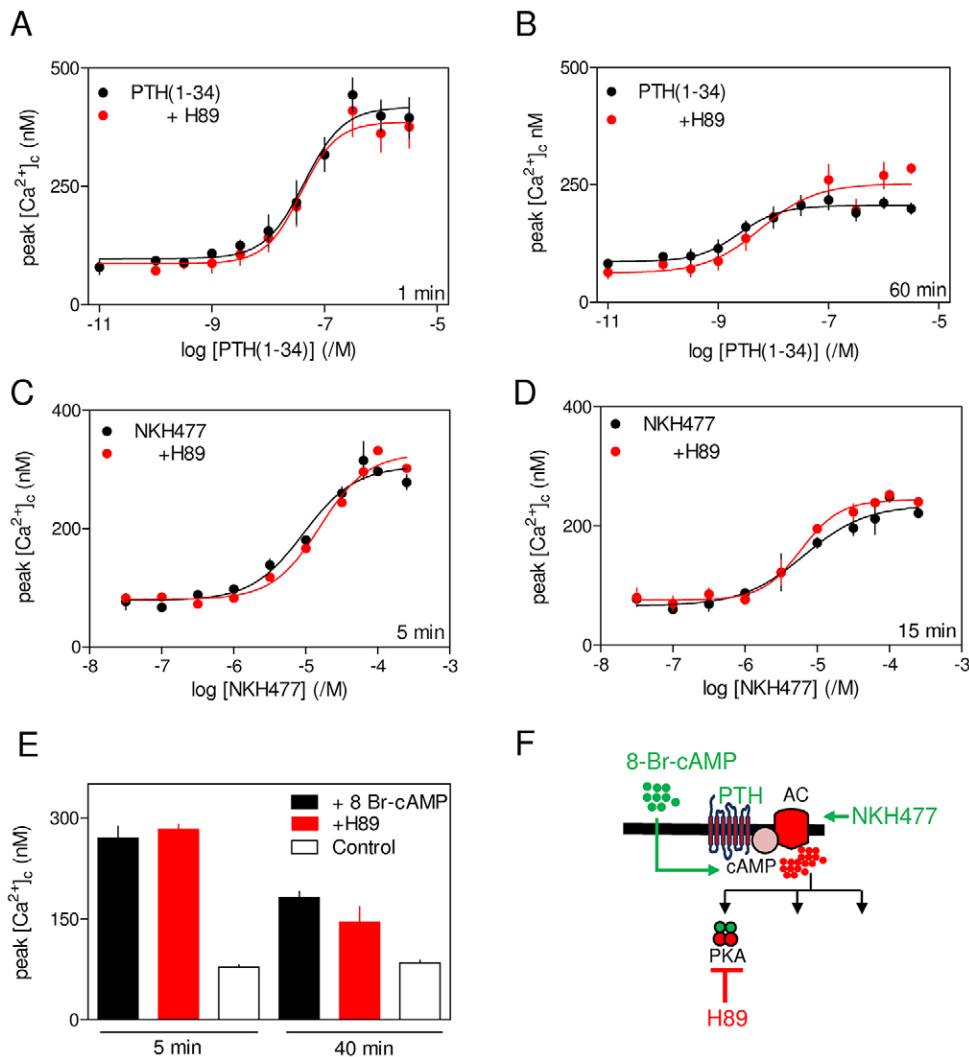 A
500
250
0
peak [Ca²⁺]c (nM)
PTH(1-34)
+ H89
1 min
-11
-9
-7
-5
log [PTH(1-34)] (/M)
B
500
250
0
peak [Ca²⁺]c nM
PTH(1-34)
+H89
60 min
-11
-9
-7
-5
log [PTH(1-34)] (/M)
C
400
200
0
peak [Ca²⁺]c (nM)
NKH477
+H89
5 min
-8
-7
-6
-5
-4
-3
log [NKH477] (/M)
D
400
200
0
peak [Ca²⁺]c (nM)
NKH477
+H89
15 min
-8
-7
-6
-5
-4
-3
log [NKH477] (/M)
E
300
150
0
peak [Ca²⁺]c (nM)
+ 8 Br-cAMP
+H89
Control
5 min
40 min
F
8-Br-cAMP
PTH
AC
NKH477
cAMP
PKA
H89